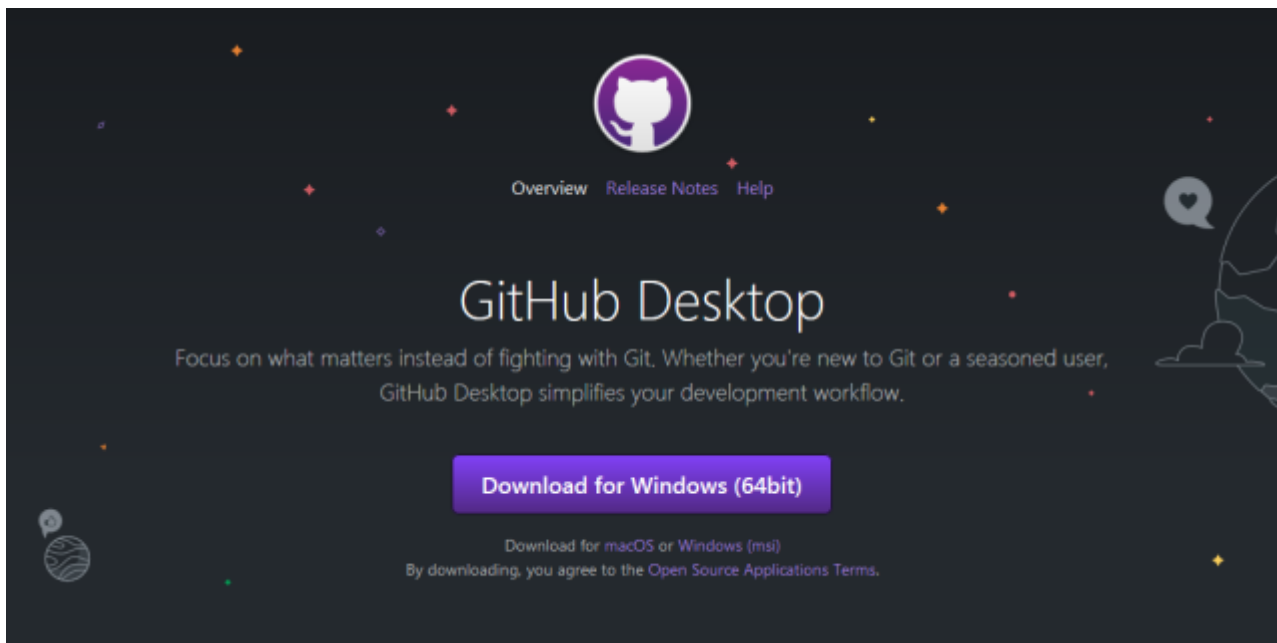 Overview Release Notes Help
GitHub Desktop
Focus on what matters instead of fighting with Git. Whether you're new to Git or a seasoned user,
GitHub Desktop simplifies your development workflow.
Download for Windows (64bit)
Download for macOS or Windows (msi)
By downloading, you agree to the Open Source Applications Terms.